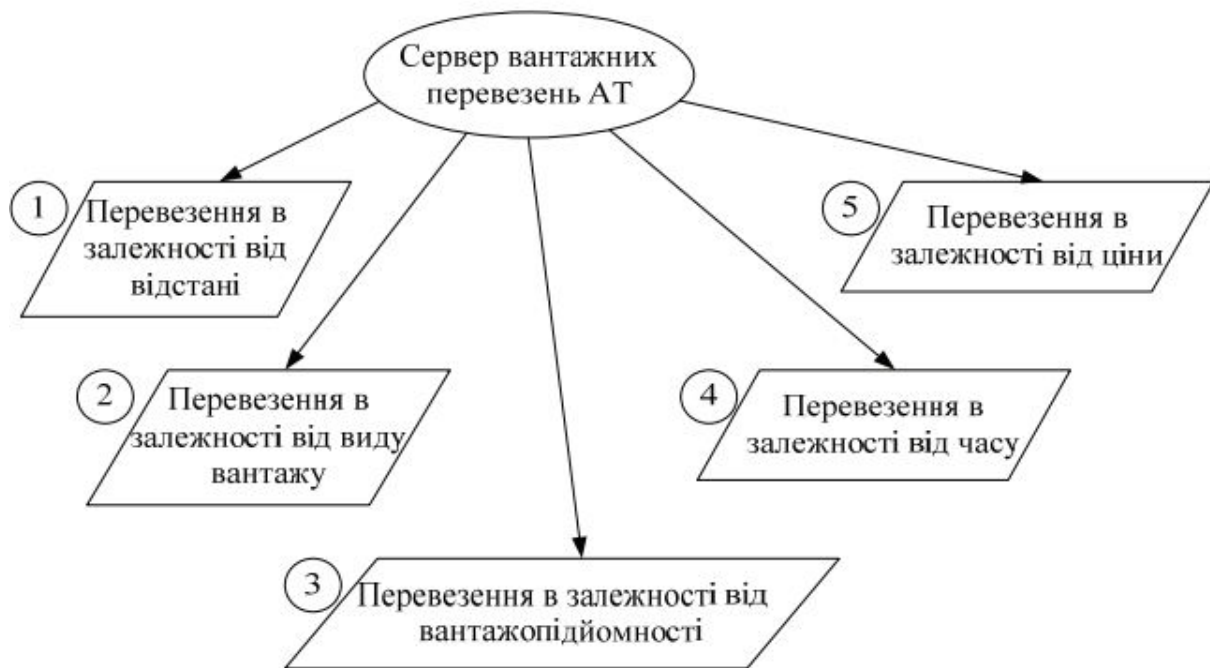 Сервер вантажних
перевезень АТ
1
Перевезення в
залежності від
відстані
2
Перевезення в
залежності від виду
вантажу
3
Перевезення в залежності від
вантажопідйомності
4
Перевезення в
залежності від часу
5
Перевезення в
залежності від ціни